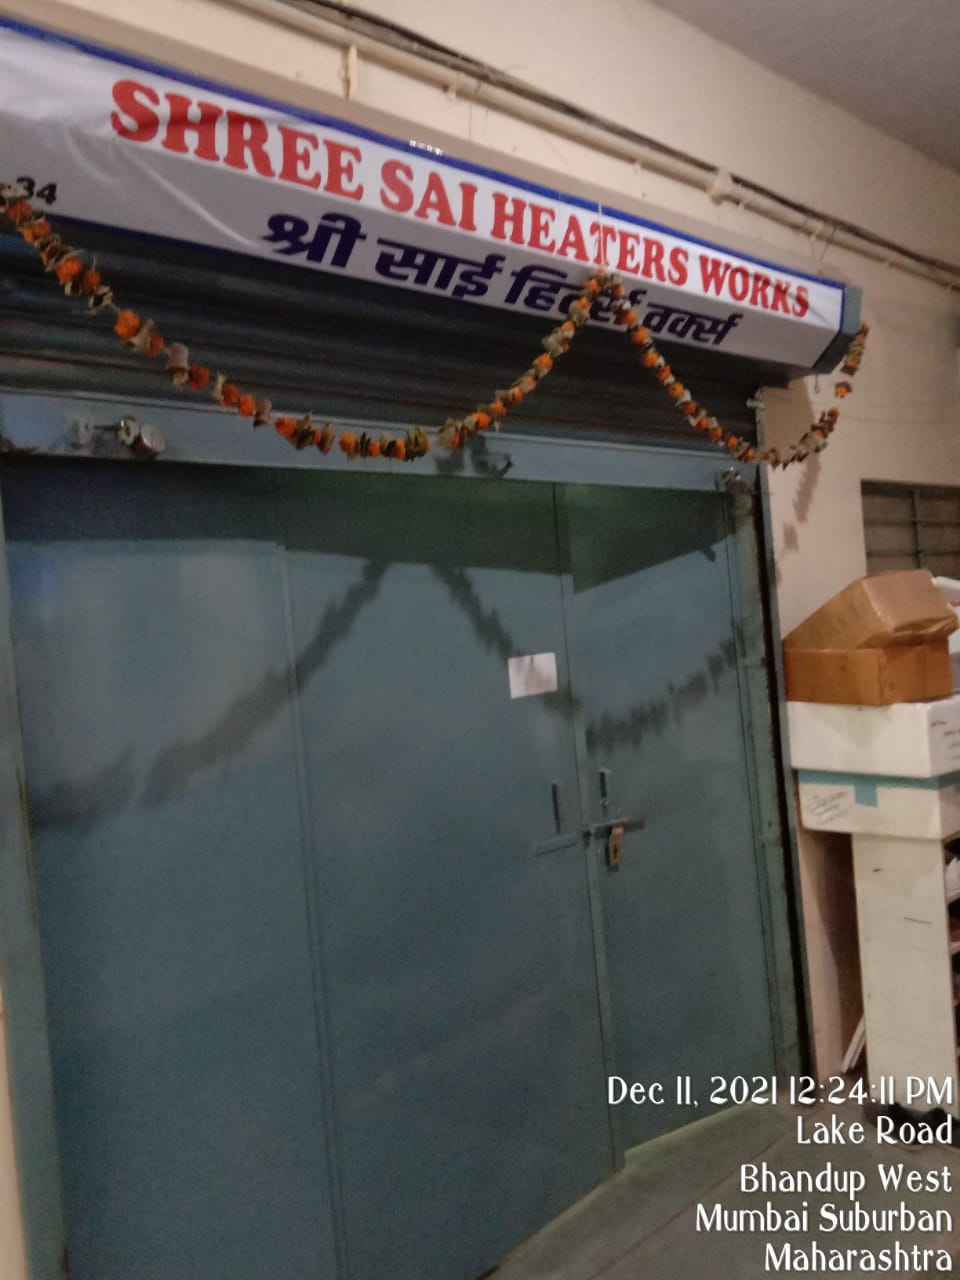 SHREE SAI HEATERS WORKS
34
श्री साई हिटर्स वर्क्स
Dec 11, 2021 12:24:11 PM
Lake Road
Bhandup West
Mumbai Suburban
Maharashtra